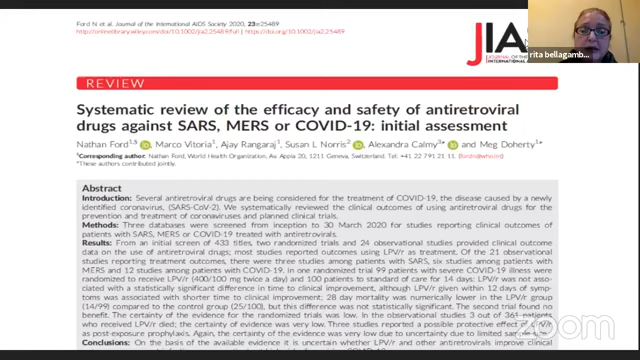 Ford N et al. Journal of the International AIDS Society 2020, 23:e25489
http://onlinelibrary.wiley.com/doi/10.1002/jia2.25489/full | https://doi.org/10.1002/jia2.25489
JIAS
JOURNAL OF THE
INTERNATIONAL
rita bellagamb...
REVIEW
Systematic review of the efficacy and safety of antiretroviral
drugs against SARS, MERS or COVID-19: initial assessment
Nathan Ford1,§, Marco Vitoria, Ajay Rangaraj, Susan L Norris2, Alexandra Calmy3* and Meg Doherty1*
§Corresponding author: Nathan Ford, World Health Organization, Av. Appia 20, 1211 Geneva, Switzerland. Tel: +41 22 791 21 11. (fordn@who.int)
*These authors contributed jointly.
Abstract
Introduction: Several antiretroviral drugs are being considered for the treatment of COVID-19, the disease caused by a newly
identified coronavirus, (SARS-CoV-2). We systematically reviewed the clinical outcomes of using antiretroviral drugs for the
prevention and treatment of coronaviruses and planned clinical trials.
Methods: Three databases were screened from inception to 30 March 2020 for studies reporting clinical outcomes of
patients with SARS, MERS or COVID-19 treated with antiretrovirals.
Results: From an initial screen of 433 titles, two randomized trials and 24 observational studies provided clinical outcome
data on the use of antiretroviral drugs; most studies reported outcomes using LPV/r as treatment. Of the 21 observational
studies reporting treatment outcomes, there were three studies among patients with SARS, six studies among patients with
MERS and 12 studies among patients with COVID-19. In one randomized trial 99 patients with severe COVID-19 illness were
randomized to receive LPV/r (400/100 mg twice a day) and 100 patients to standard of care for 14 days: LPV/r was not asso-
ciated with a statistically significant difference in time to clinical improvement, although LPV/r given within 12 days of symp-
toms was associated with shorter time to clinical improvement; 28 day mortality was numerically lower in the LPV/r group
(14/99) compared to the control group (25/100), but this difference was not statistically significant. The second trial found no
benefit. The certainty of the evidence for the randomized trials was low. In the observational studies 3 out of 361 patients
who received LPV/r died; the certainty of evidence was very low. Three studies reported a possible protective effect of
as post-exposure prophylaxis. Again, the certainty of the evidence was very low due to uncertainty due to limited sample
Conclusions: On the basis of the available evidence it is uncertain whether LPV/r and other antiretrovirals improve clinical
zoom